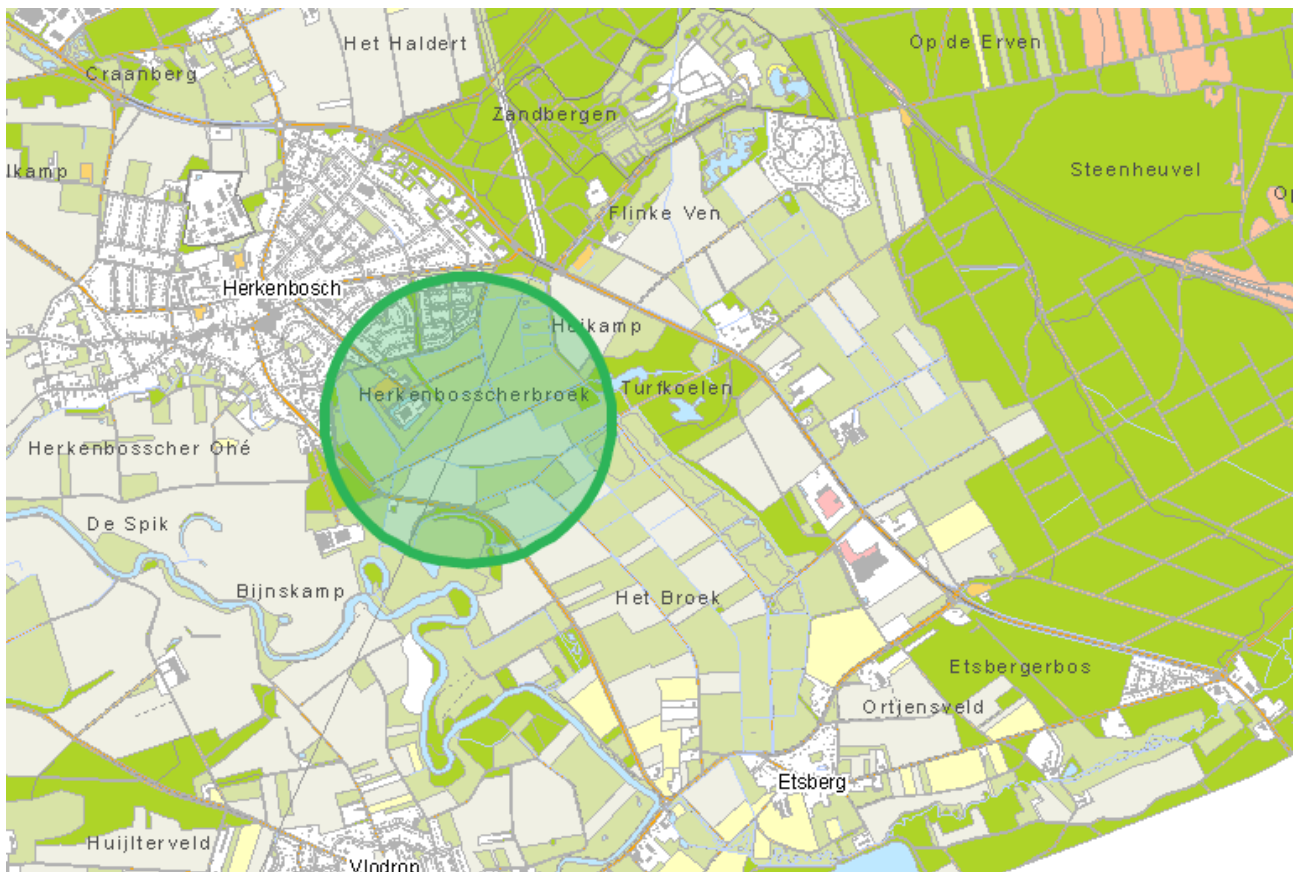 Het Haldert
Op de Erven
Craanberg
Zandbergen
Steenheuvel
lkamp
Op
Flinke Ven
Herkenbosch
Heikamp
Turfkoelen
Herkenbosscherbroek
Herkenbosscher Ohé
De Spik
Bijnskamp
Het Broek
Etsbergerbos
Ortjensveld
Etsberg
Huijlterveld
Vlodrop